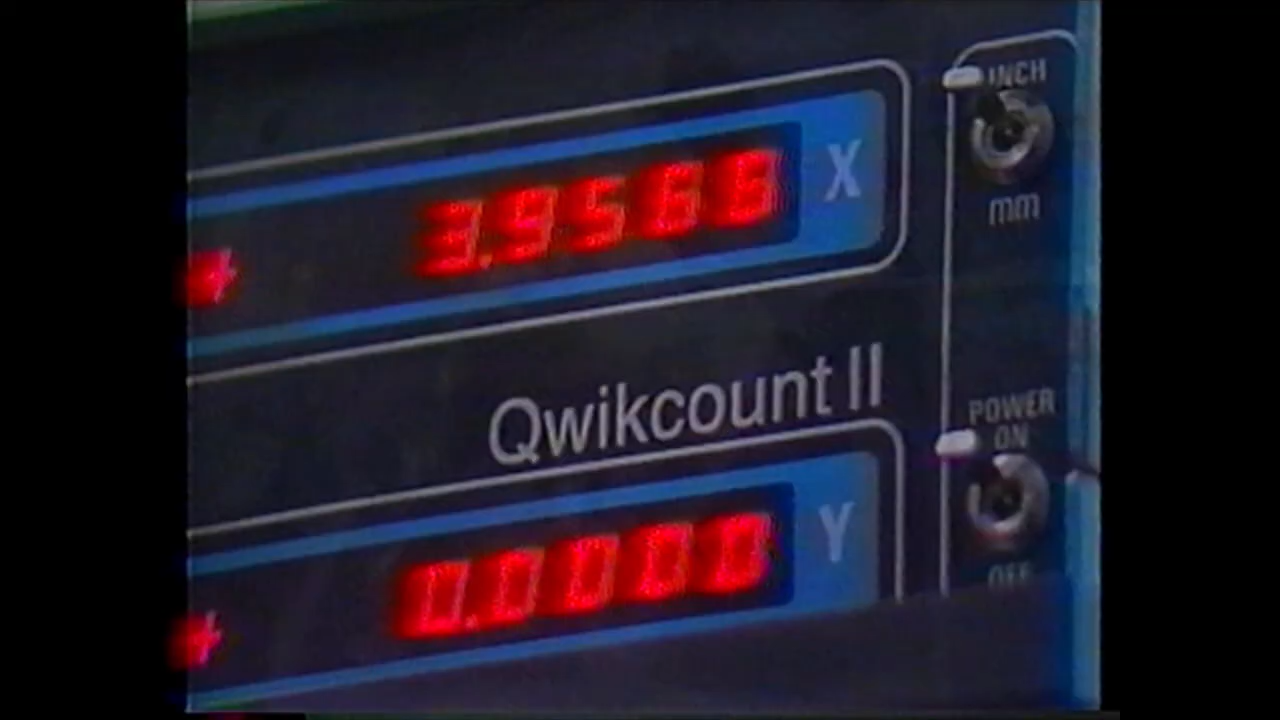 INCH
+ 3.9566 X
mm
Qwikcount II
POWER
ON
+ 0.0000 Y
OFF